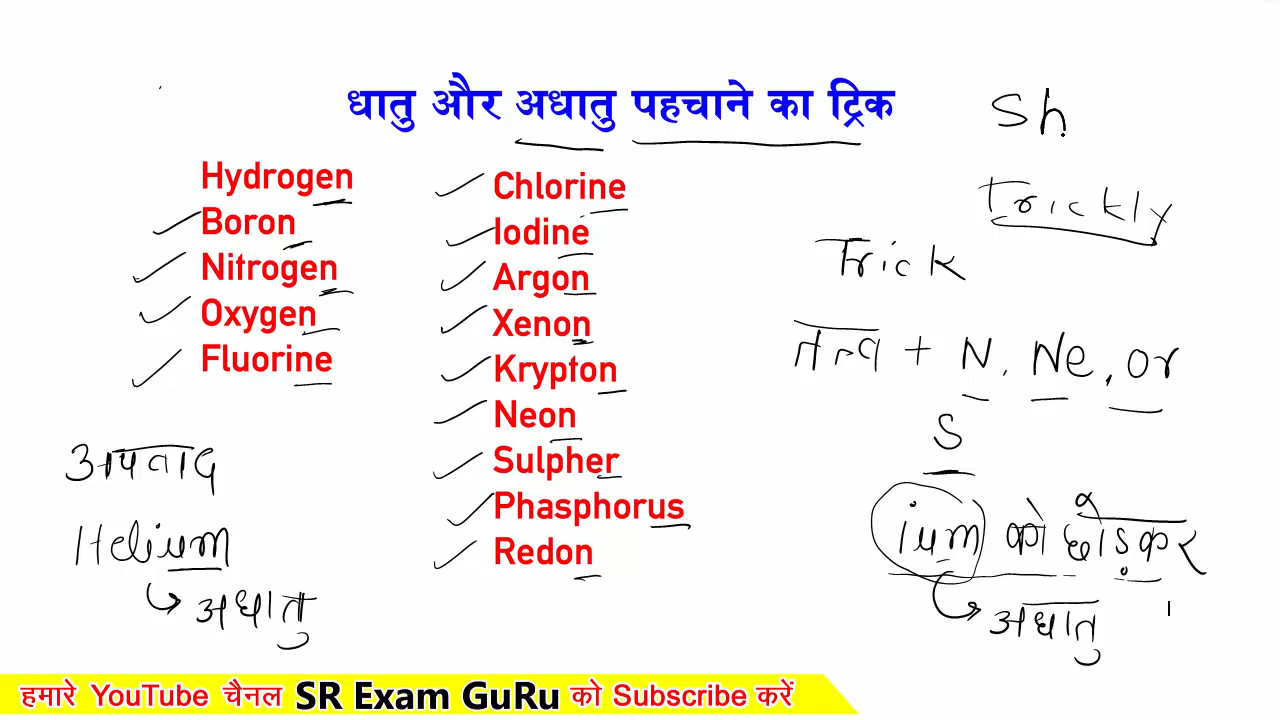 धातु और अधातु पहचाने का ट्रिक
Hydrogen
Boron
Nitrogen
Oxygen
Fluorine
Chlorine
Iodine
Argon
Xenon
Krypton
Neon
Sulpher
Phasphorus
Redon
Sh
Trickly
Trick
तत्व + N, Ne, or
S
ium को छोड़कर
अधातु
अपवाद
Helium
अधातु
हमारे YouTube चैनल SR Exam GuRu को Subscribe करें